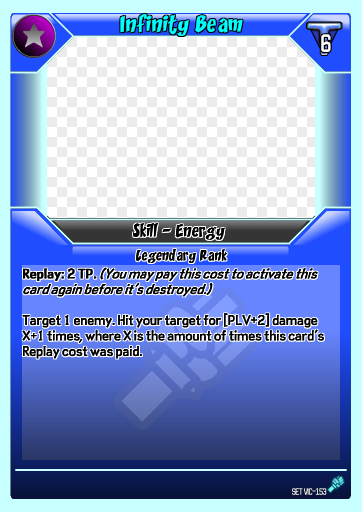 Infinity Beam
6
Skill - Energy
Legendary Rank
Replay: 2 TP. (You may pay this cost to activate this
card again before it's destroyed.)
Target 1 enemy. Hit your target for [PLV+2] damage
X+1 times, where X is the amount of times this card's
Replay cost was paid.
SET VIC-153